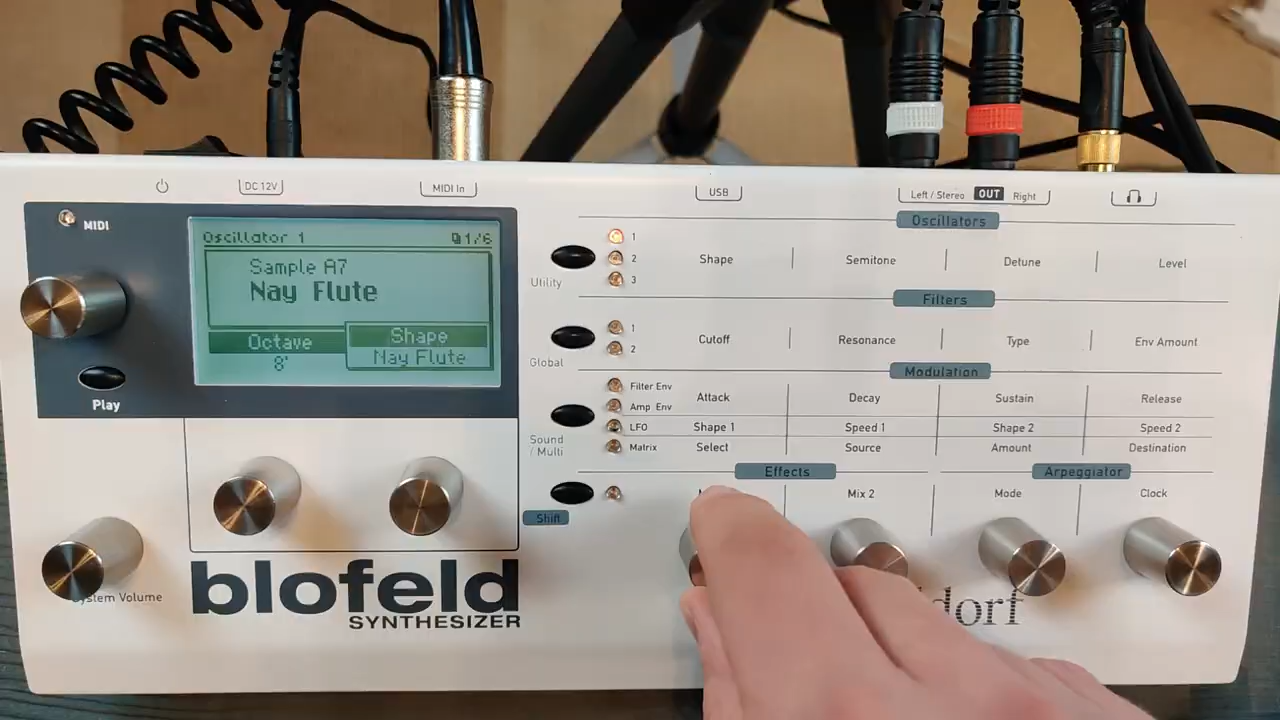 DC 12V
MIDI In
USB
Left / Stereo OUT Right
MIDI
Oscillator 1 1/6
Sample A7
Nay Flute
Octave
8'
Shape
Nay Flute
Play
System Volume
blofeld
SYNTHESIZER
Oscillators
1
2
3
Utility
Shape Semitone Detune Level
Filters
1
2
Global
Cutoff Resonance Type Env Amount
Modulation
Filter Env
Attack Decay Sustain Release
Amp Env
LFO Shape 1 Speed 1 Shape 2 Speed 2
Sound
/ Multi
Matrix Select Source Amount Destination
Effects Arpeggiator
Mix 2 Mode Clock
Shift